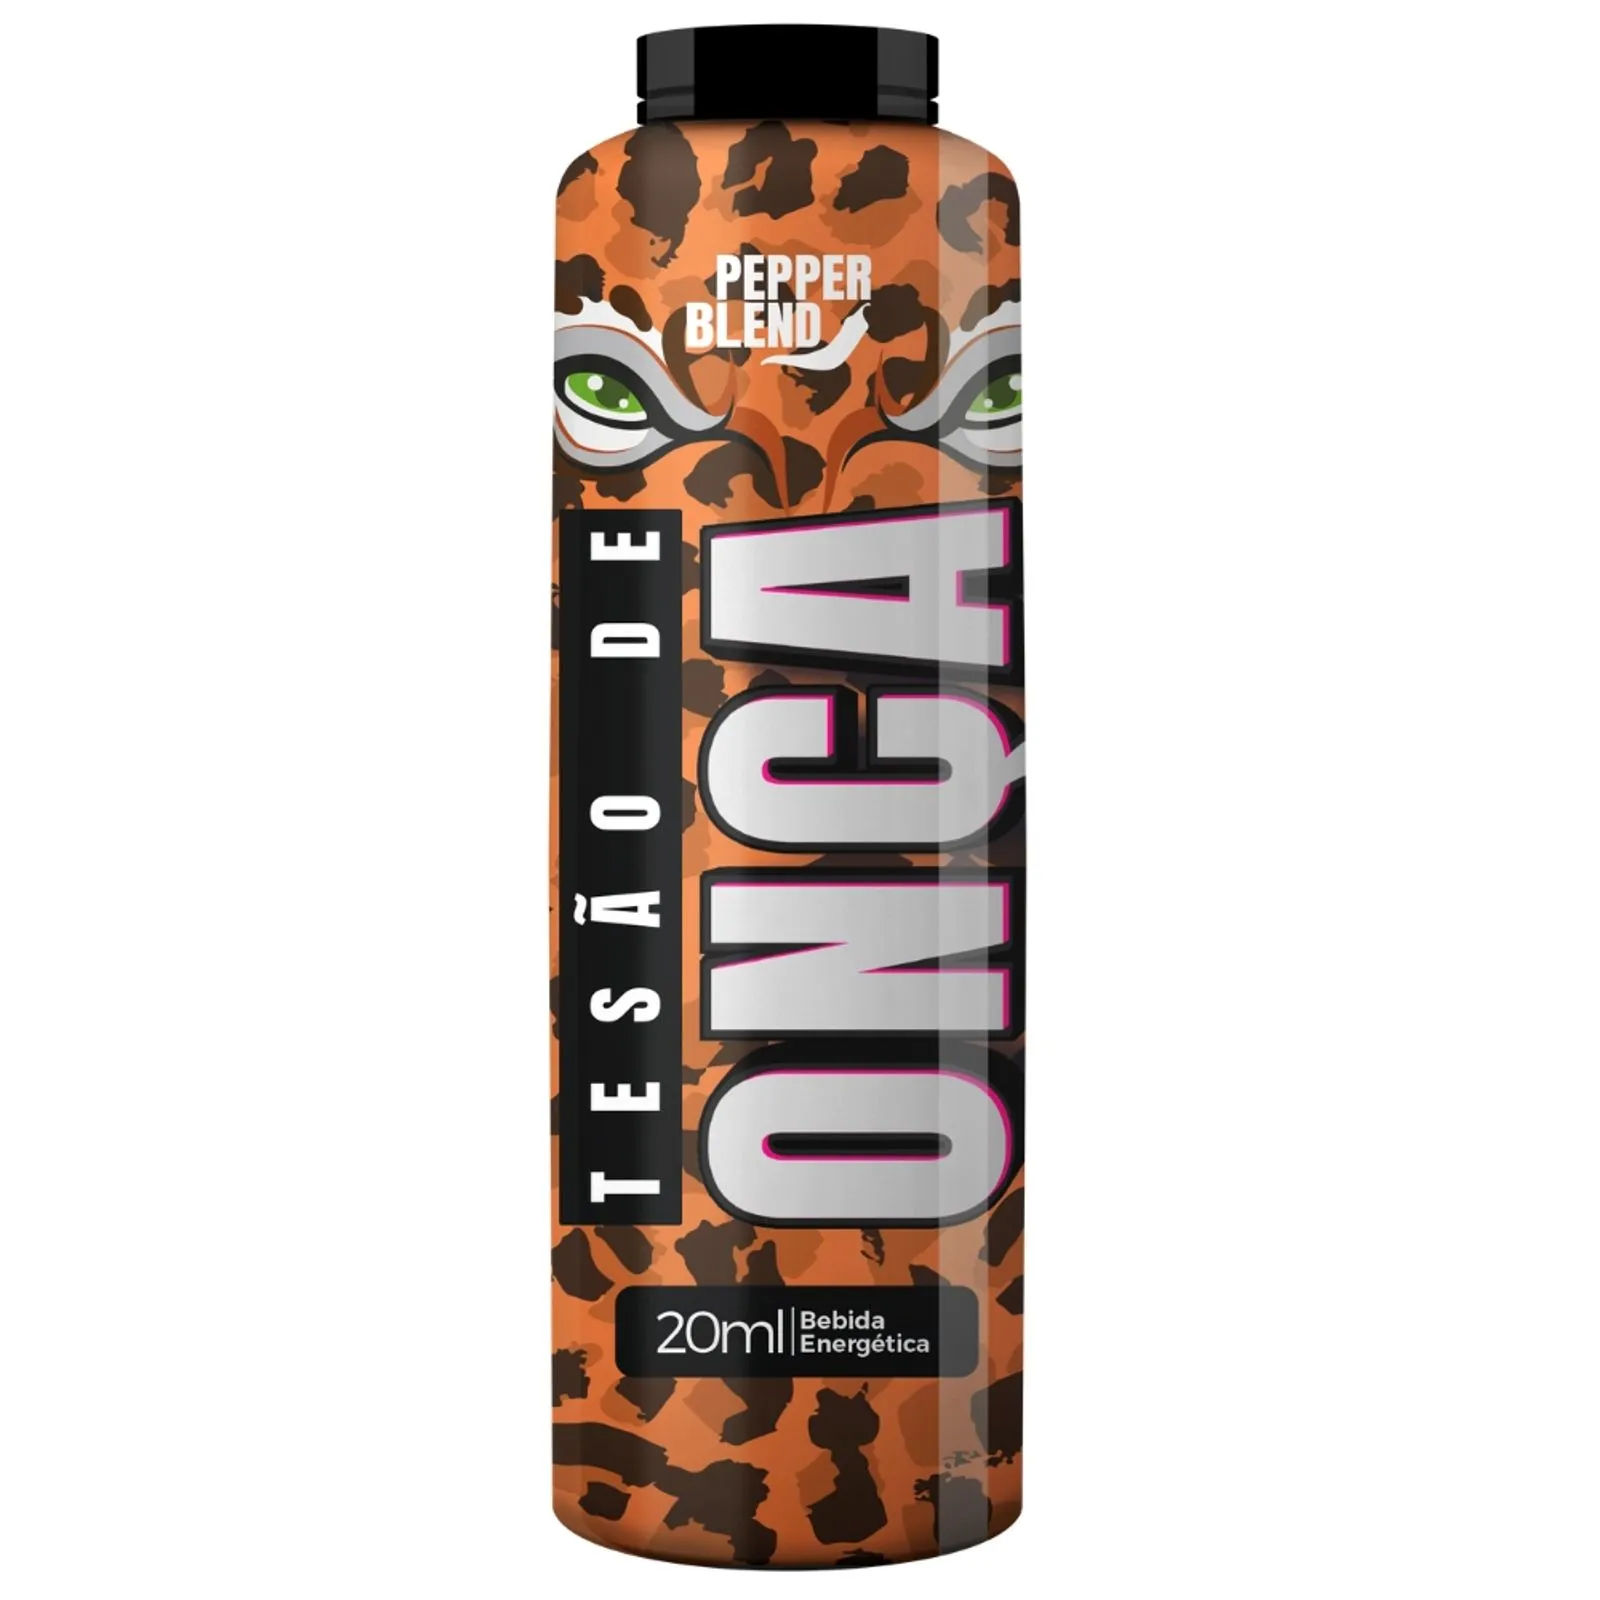 PEPPER
BLEND
TESÃO DE
ONÇA
20ml
Bebida
Energética